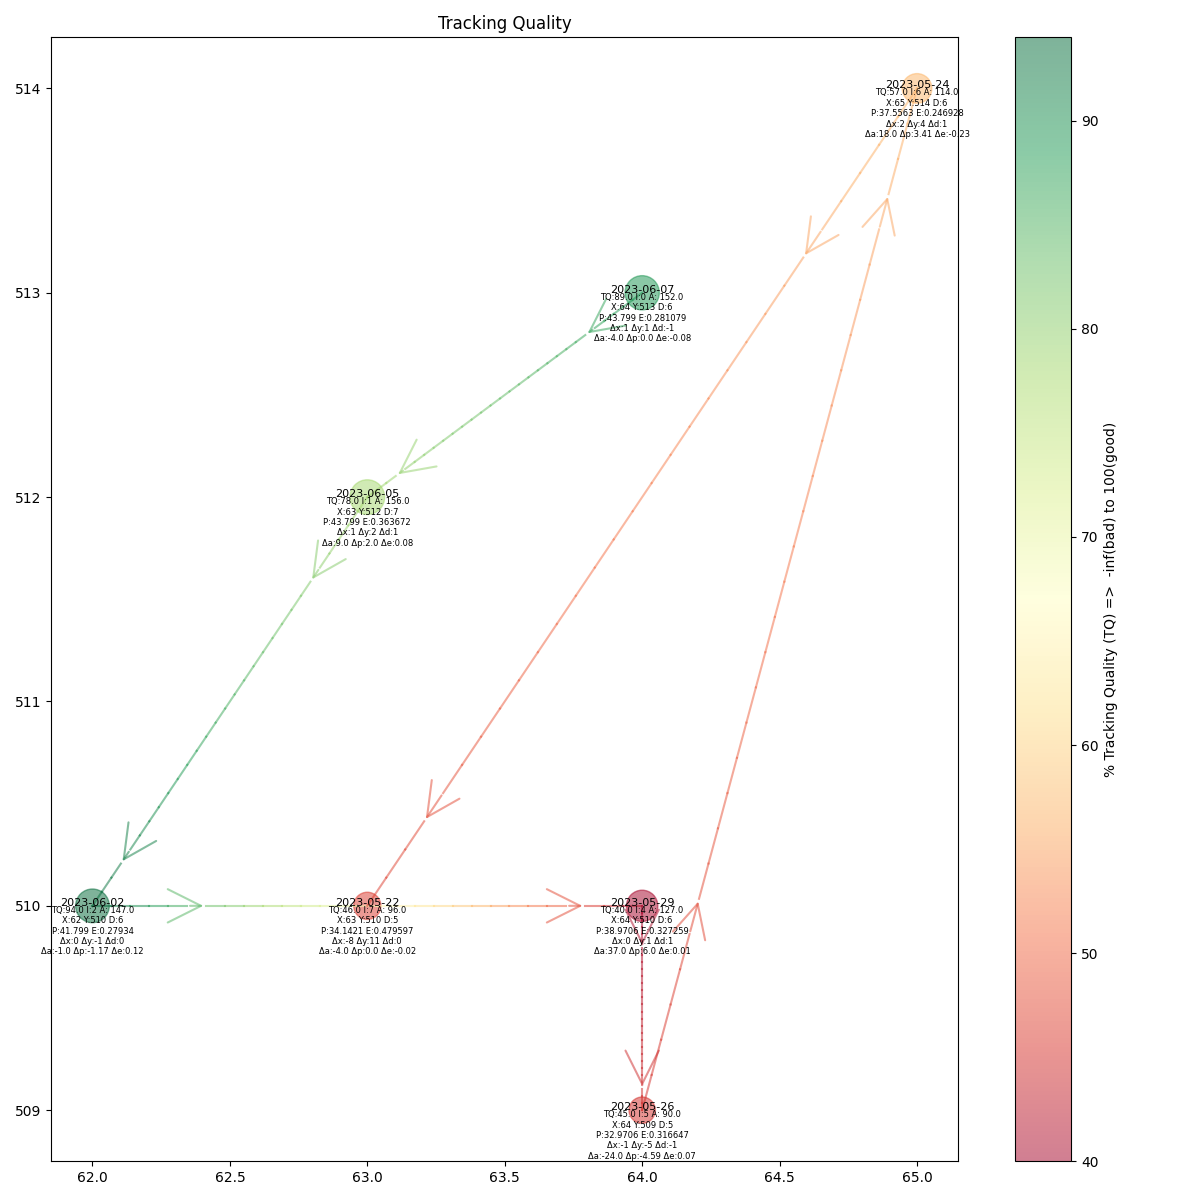 Tracking Quality
514
513
512
511
510
509
62.0
62.5
63.0
63.5
64.0
64.5
65.0
2023-05-24
TQ:57.0 I:6 A: 114.0
X:65 Y:514 D:6
P:37.5563 E:0.246928
Δx:2 Δy:4 Δd:1
Δa:18.0 Δp:3.41 Δe:-0.23
2023-06-07
TQ:89.0 I:0 A: 152.0
X:64 Y:513 D:6
P:43.799 E:0.281079
Δx:1 Δy:1 Δd:-1
Δa:-4.0 Δp:0.0 Δe:-0.08
2023-06-05
TQ:78.0 I:1 A: 156.0
X:63 Y:512 D:7
P:43.799 E:0.363672
Δx:1 Δy:2 Δd:1
Δa:9.0 Δp:2.0 Δe:0.08
2023-06-02
TQ:94.0 I:2 A: 147.0
X:62 Y:510 D:6
P:41.799 E:0.27934
Δx:0 Δy:-1 Δd:0
Δa:-1.0 Δp:-1.17 Δe:0.12
2023-05-22
TQ:46.0 I:7 A: 96.0
X:63 Y:510 D:5
P:34.1421 E:0.479597
Δx:-8 Δy:11 Δd:0
Δa:-4.0 Δp:0.0 Δe:-0.02
2023-05-29
TQ:40.0 I:4 A: 127.0
X:64 Y:510 D:6
P:38.9706 E:0.327259
Δx:0 Δy:1 Δd:1
Δa:37.0 Δp:6.0 Δe:0.01
2023-05-26
TQ:45.0 I:5 A: 90.0
X:64 Y:509 D:5
P:32.9706 E:0.316647
Δx:-1 Δy:-5 Δd:-1
Δa:-24.0 Δp:-4.59 Δe:0.07
90
80
70
60
50
40
% Tracking Quality (TQ) => -inf(bad) to 100(good)